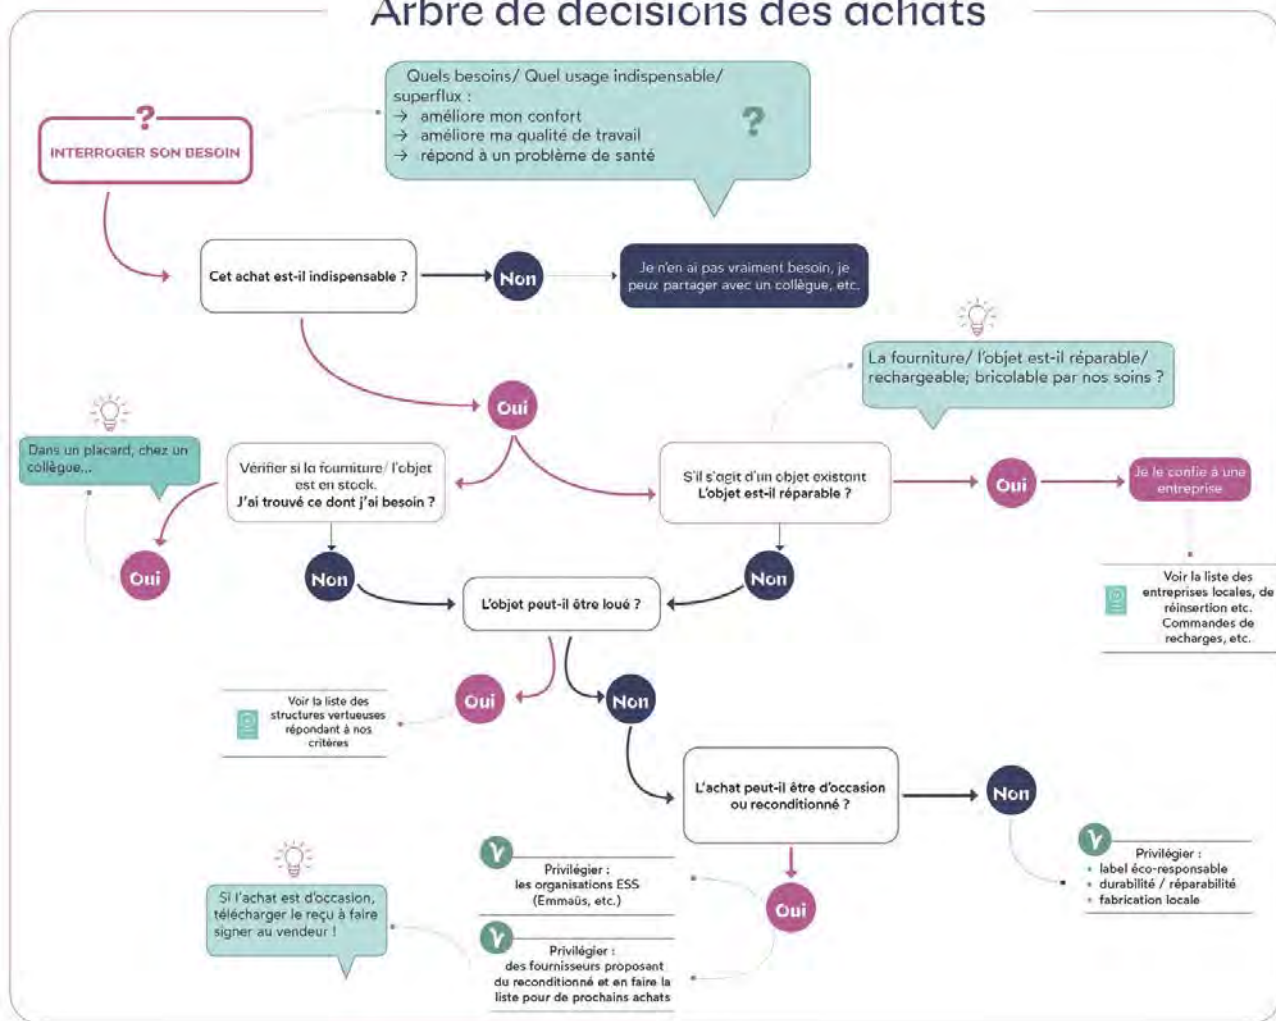 Arbre de décisions des achats
?
INTERROGER SON BESOIN
Quels besoins/ Quel usage indispensable/
superflux :
→ améliore mon confort
→ améliore ma qualité de travail
→ répond à un problème de santé
?
Cet achat est-il indispensable ?
Non
Je n'en ai pas vraiment besoin, je
peux partager avec un collègue, etc.
La fourniture/ l'objet est-il réparable/
rechargeable; bricolable par nos soins ?
Oui
Dans un placard, chez un
collègue...
Vérifier si la fourniture/ l'objet
est en stock.
J'ai trouvé ce dont j'ai besoin ?
S'il s'agit d'un objet existant
L'objet est-il réparable ?
Oui
Je le confie à une
entreprise
Oui
Non
Non
Voir la liste des
entreprises locales, de
réinsertion etc.
Commandes de
recharges, etc.
L'objet peut-il être loué ?
Oui
Non
Voir la liste des
structures vertueuses
répondant à nos
critères
L'achat peut-il être d'occasion
ou reconditionné ?
Non
Privilégier :
• label éco-responsable
• durabilité / réparabilité
• fabrication locale
Oui
Privilégier :
les organisations ESS
(Emmaüs, etc.)
Si l'achat est d'occasion,
télécharger le reçu à faire
signer au vendeur !
Privilégier :
des fournisseurs proposant
du reconditionné et en faire la
liste pour de prochains achats